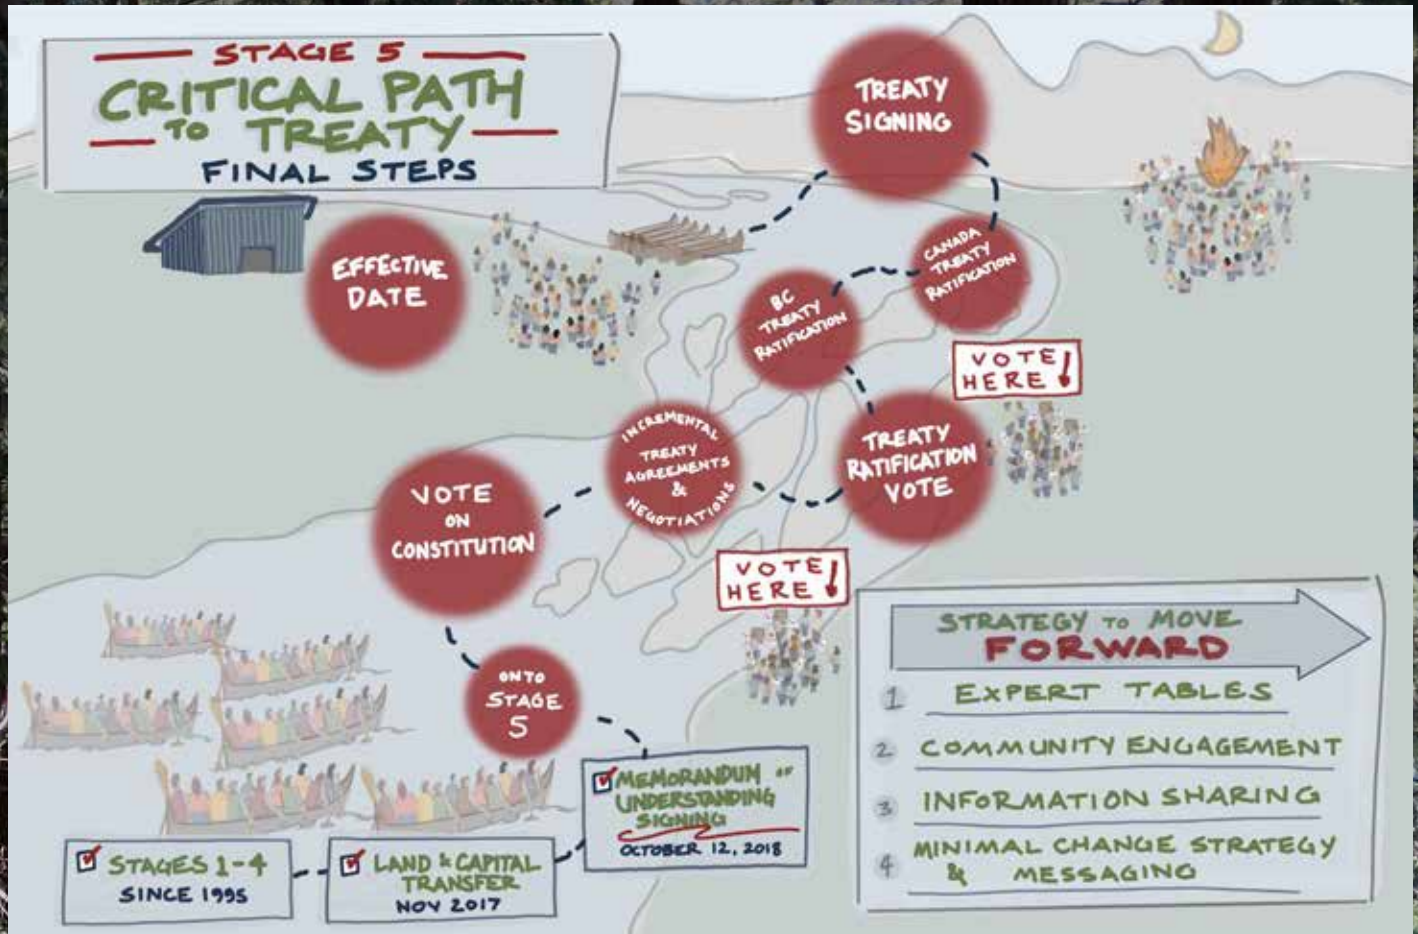 STAGE 5
CRITICAL PATH
TO TREATY
FINAL STEPS
TREATY
SIGNING
CANADA
TREATY
RATIFICATION
BC
TREATY
RATIFICATION
EFFECTIVE
DATE
VOTE
HERE!
TREATY
RATIFICATION
VOTE
INCREMENTAL
TREATY
AGREEMENTS
&
NEGOTIATIONS
VOTE
ON
CONSTITUTION
VOTE
HERE!
ONTO
STAGE
5
MEMORANDUM OF
UNDERSTANDING
SIGNING
OCTOBER 12, 2018
LAND & CAPITAL
TRANSFER
NOV 2017
STAGES 1-4
SINCE 1995
STRATEGY TO MOVE
FORWARD
1 EXPERT TABLES
2 COMMUNITY ENGAGEMENT
3 INFORMATION SHARING
4 MINIMAL CHANGE STRATEGY
& MESSAGING